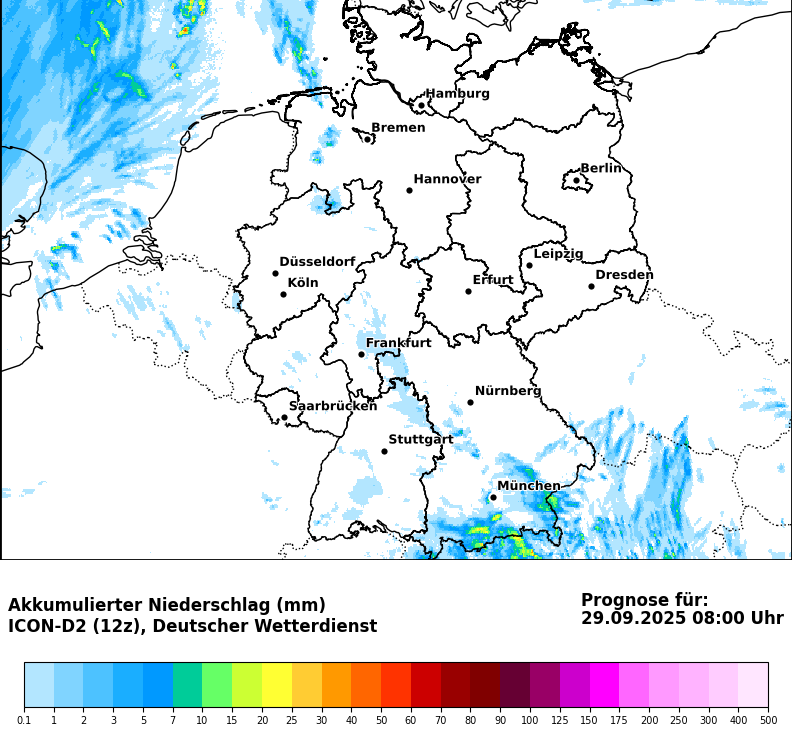 Hamburg
Bremen
Berlin
Hannover
Leipzig
Düsseldorf
Dresden
Erfurt
Köln
Frankfurt
Nürnberg
Saarbrücken
Stuttgart
München
Akkumulierter Niederschlag (mm)
ICON-D2 (12z), Deutscher Wetterdienst
Prognose für:
29.09.2025 08:00 Uhr
0.1 1 2 3 5 7 10 15 20 25 30 40 50 60 70 80 90 100 125 150 175 200 250 300 400 500